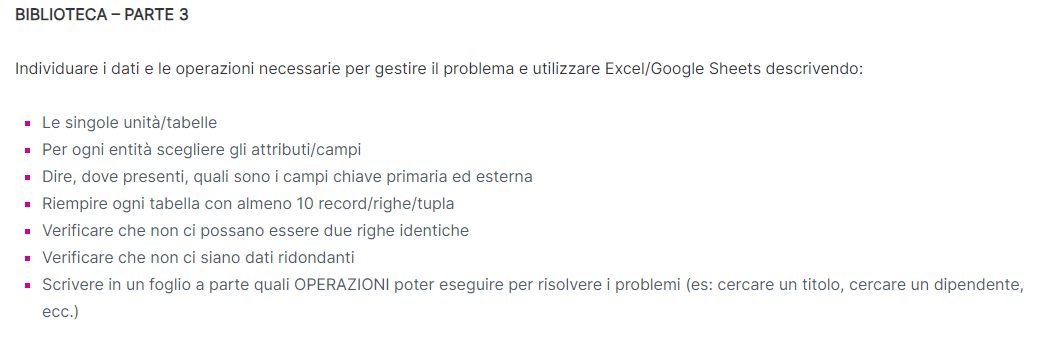 BIBLIOTECA – PARTE 3
Individuare i dati e le operazioni necessarie per gestire il problema e utilizzare Excel/Google Sheets descrivendo:
Le singole unità/tabelle
Per ogni entità scegliere gli attributi/campi
Dire, dove presenti, quali sono i campi chiave primaria ed esterna
Riempire ogni tabella con almeno 10 record/righe/tupla
Verificare che non ci possano essere due righe identiche
Verificare che non ci siano dati ridondanti
Scrivere in un foglio a parte quali OPERAZIONI poter eseguire per risolvere i problemi (es: cercare un titolo, cercare un dipendente,
ecc.)